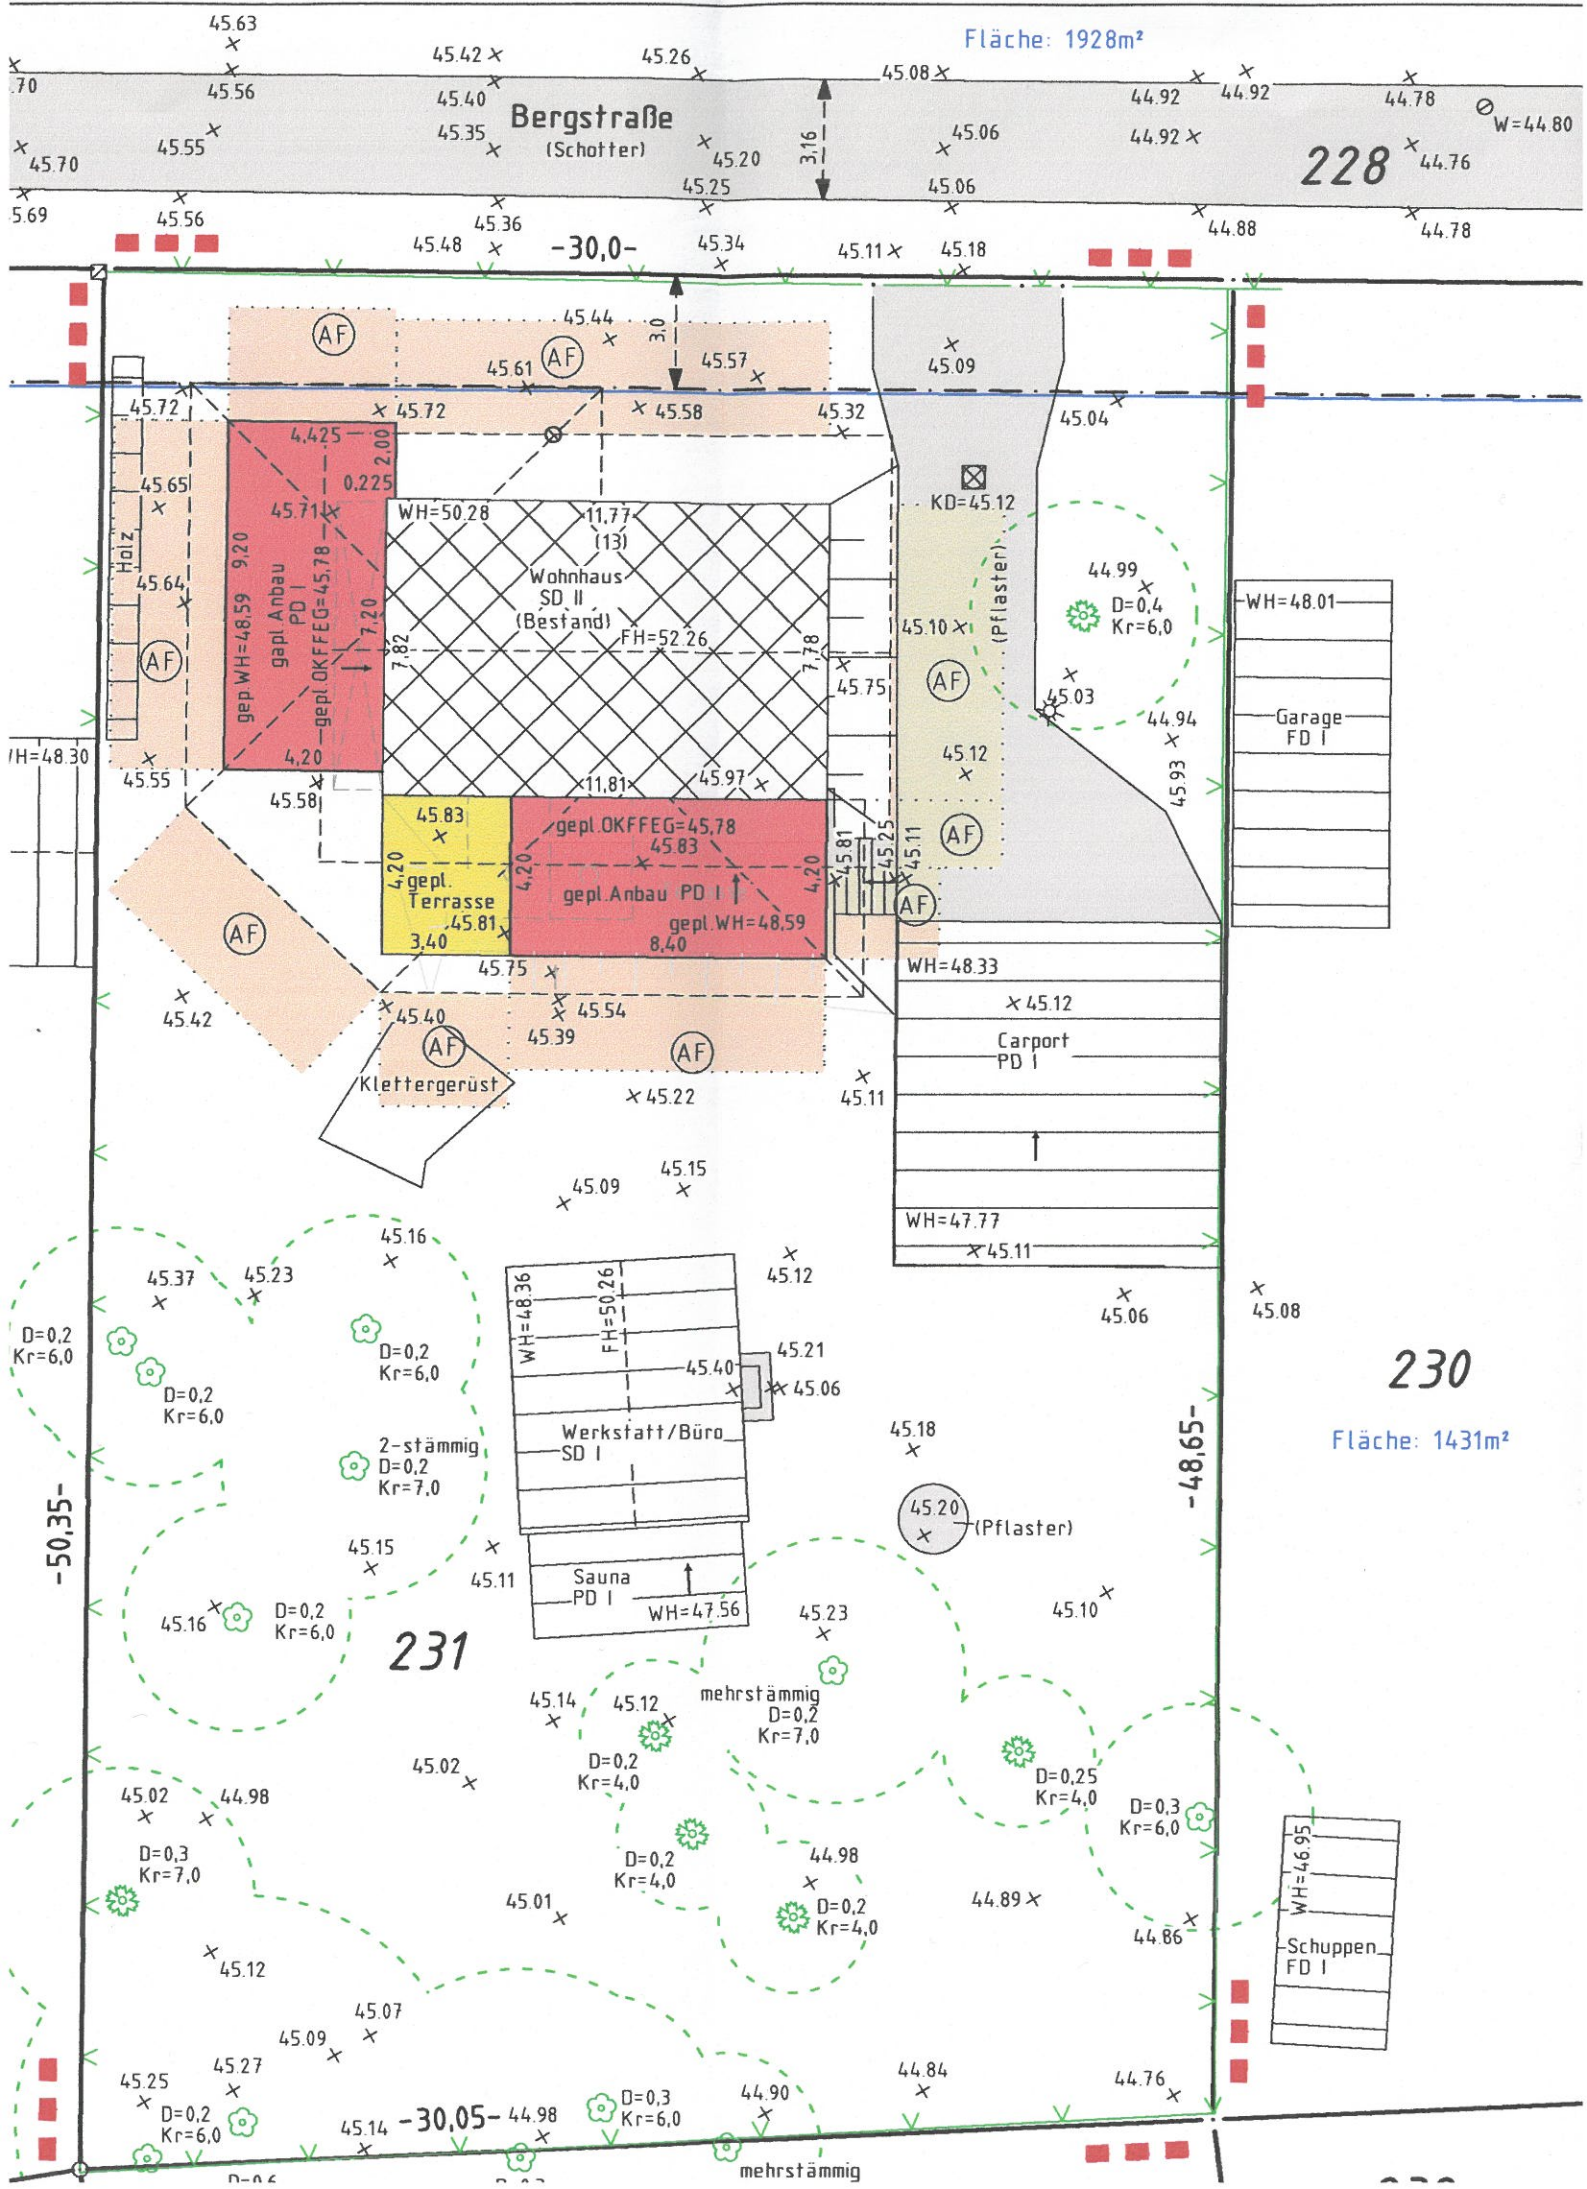 45.63
45.42
45.26
Fläche: 1928m²
45.08
.70
45.56
45.40
44.92
44.92
44.78
W=44.80
Bergstraße
(Schotter)
3,16
45.55
45.35
45.20
45.06
44.92
228
44.76
45.70
45.25
45.06
5.69
45.56
45.36
44.88
44.78
45.48
-30,0-
45.34
45.11
45.18
AF
45.44
3,0
AF
45.61
45.57
45.09
45.72
45.72
45.58
45.32
45.04
4,425
2,00
0,225
45.65
45.71
WH=50.28
11,77
(13)
KD=45.12
Holz
9,20
gepl.WH=48,59
gepl.Anbau
PD I
gepl.OKFFEG=45,78
7,20
7,82
Wohnhaus
SD II
(Bestand)
FH=52.26
7,78
(Pflaster)
44.99
D=0,4
Kr=6,0
WH=48.01
45.64
AF
45.10
45.75
AF
45.03
44.94
45.93
Garage
FD I
WH=48.30
45.55
4,20
45.58
11,81
45.97
45.12
45.83
gepl.OKFFEG=45,78
45.83
45.81
45.25
45.11
AF
4,20
gepl.
Terrasse
45.81
3,40
4,20
gepl.Anbau PD I
gepl.WH=48,59
8,40
4,20
AF
AF
45.75
WH=48.33
45.42
45.40
45.54
45.39
45.12
AF
AF
Carport
PD I
Klettergerüst
45.22
45.11
45.15
45.09
WH=47.77
45.11
45.16
45.12
45.37
45.23
45.06
45.08
WH=48.36
FH=50.26
D=0,2
Kr=6,0
D=0,2
Kr=6,0
D=0,2
Kr=6,0
45.40
45.21
45.06
230
Fläche: 1431m²
2-stämmig
D=0,2
Kr=7,0
Werkstatt/Büro
SD I
45.18
-48,65-
-50,35-
45.20
(Pflaster)
45.15
45.11
Sauna
PD I
WH=47.56
45.16
D=0,2
Kr=6,0
45.23
45.10
231
45.14
45.12
mehrstämmig
D=0,2
Kr=7,0
45.02
D=0,2
Kr=4,0
D=0,25
Kr=4,0
D=0,3
Kr=6,0
45.02
44.98
D=0,3
Kr=7,0
D=0,2
Kr=4,0
44.98
WH=46.95
45.01
D=0,2
Kr=4,0
44.89
44.86
Schuppen
FD I
45.12
45.07
45.09
45.25
45.27
44.84
44.76
D=0,2
Kr=6,0
45.14
-30,05-
44.98
D=0,3
Kr=6,0
44.90
mehrstämmig